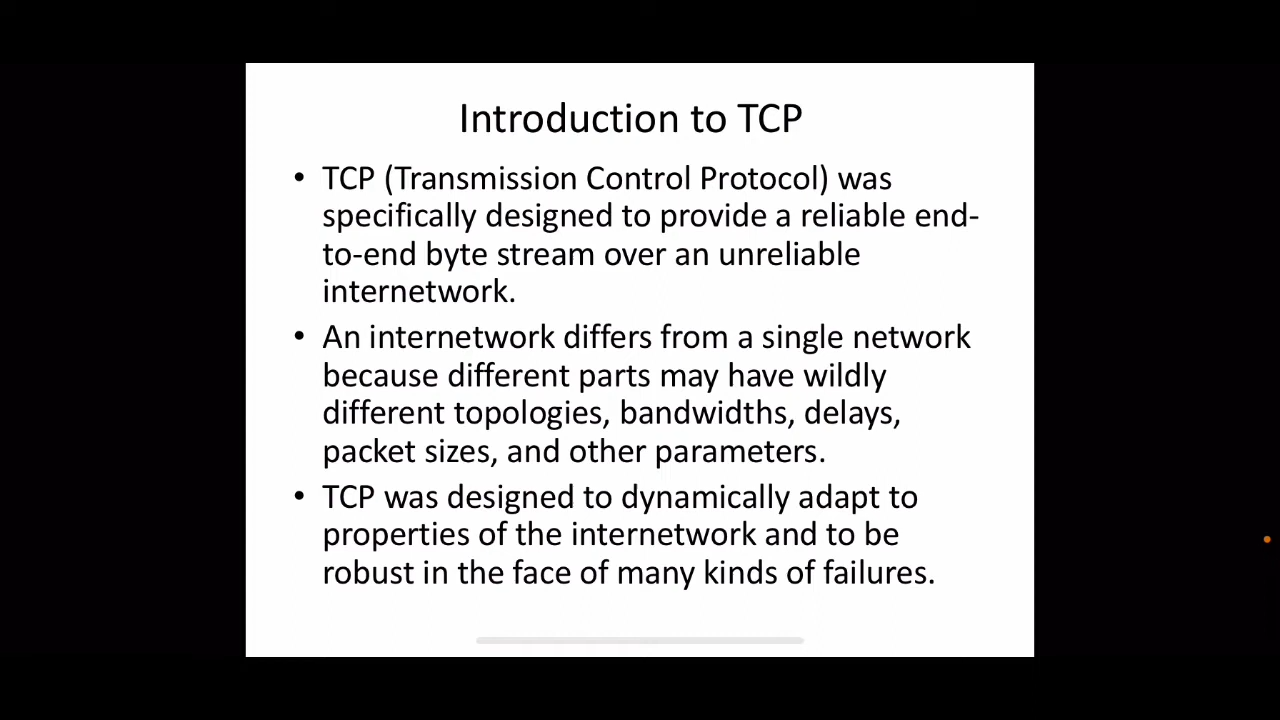 Introduction to TCP
• TCP (Transmission Control Protocol) was
specifically designed to provide a reliable end-
to-end byte stream over an unreliable
internetwork.
• An internetwork differs from a single network
because different parts may have wildly
different topologies, bandwidths, delays,
packet sizes, and other parameters.
• TCP was designed to dynamically adapt to
properties of the internetwork and to be
robust in the face of many kinds of failures.